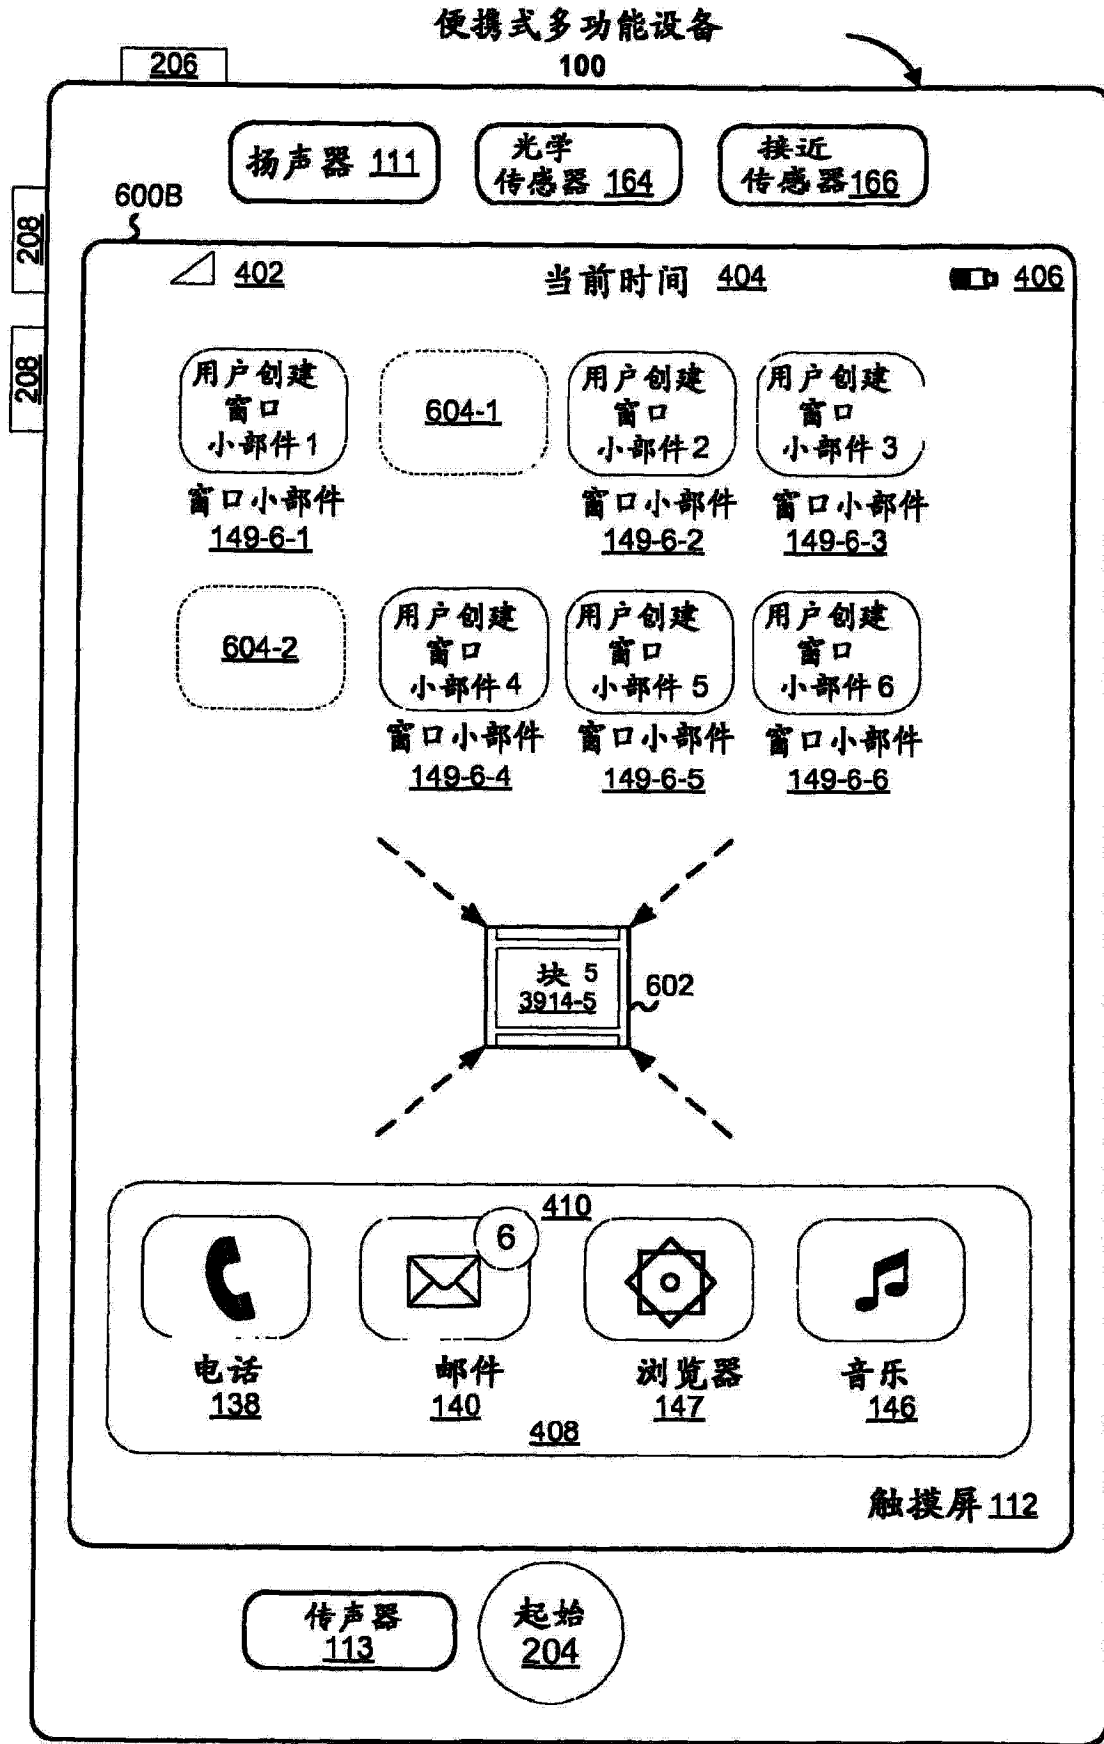 便携式多功能设备
100
206
扬声器 111
光学
传感器 164
接近
传感器 166
600B
208
208
402
当前时间 404
406
用户创建
窗口
小部件 1
604-1
用户创建
窗口
小部件 2
用户创建
窗口
小部件 3
窗口小部件
149-6-1
窗口小部件
149-6-2
窗口小部件
149-6-3
604-2
用户创建
窗口
小部件 4
用户创建
窗口
小部件 5
用户创建
窗口
小部件 6
窗口小部件
149-6-4
窗口小部件
149-6-5
窗口小部件
149-6-6
块 5
3914-5
602
410
6
电话
138
邮件
140
浏览器
147
音乐
146
408
触摸屏 112
传声器
113
起始
204